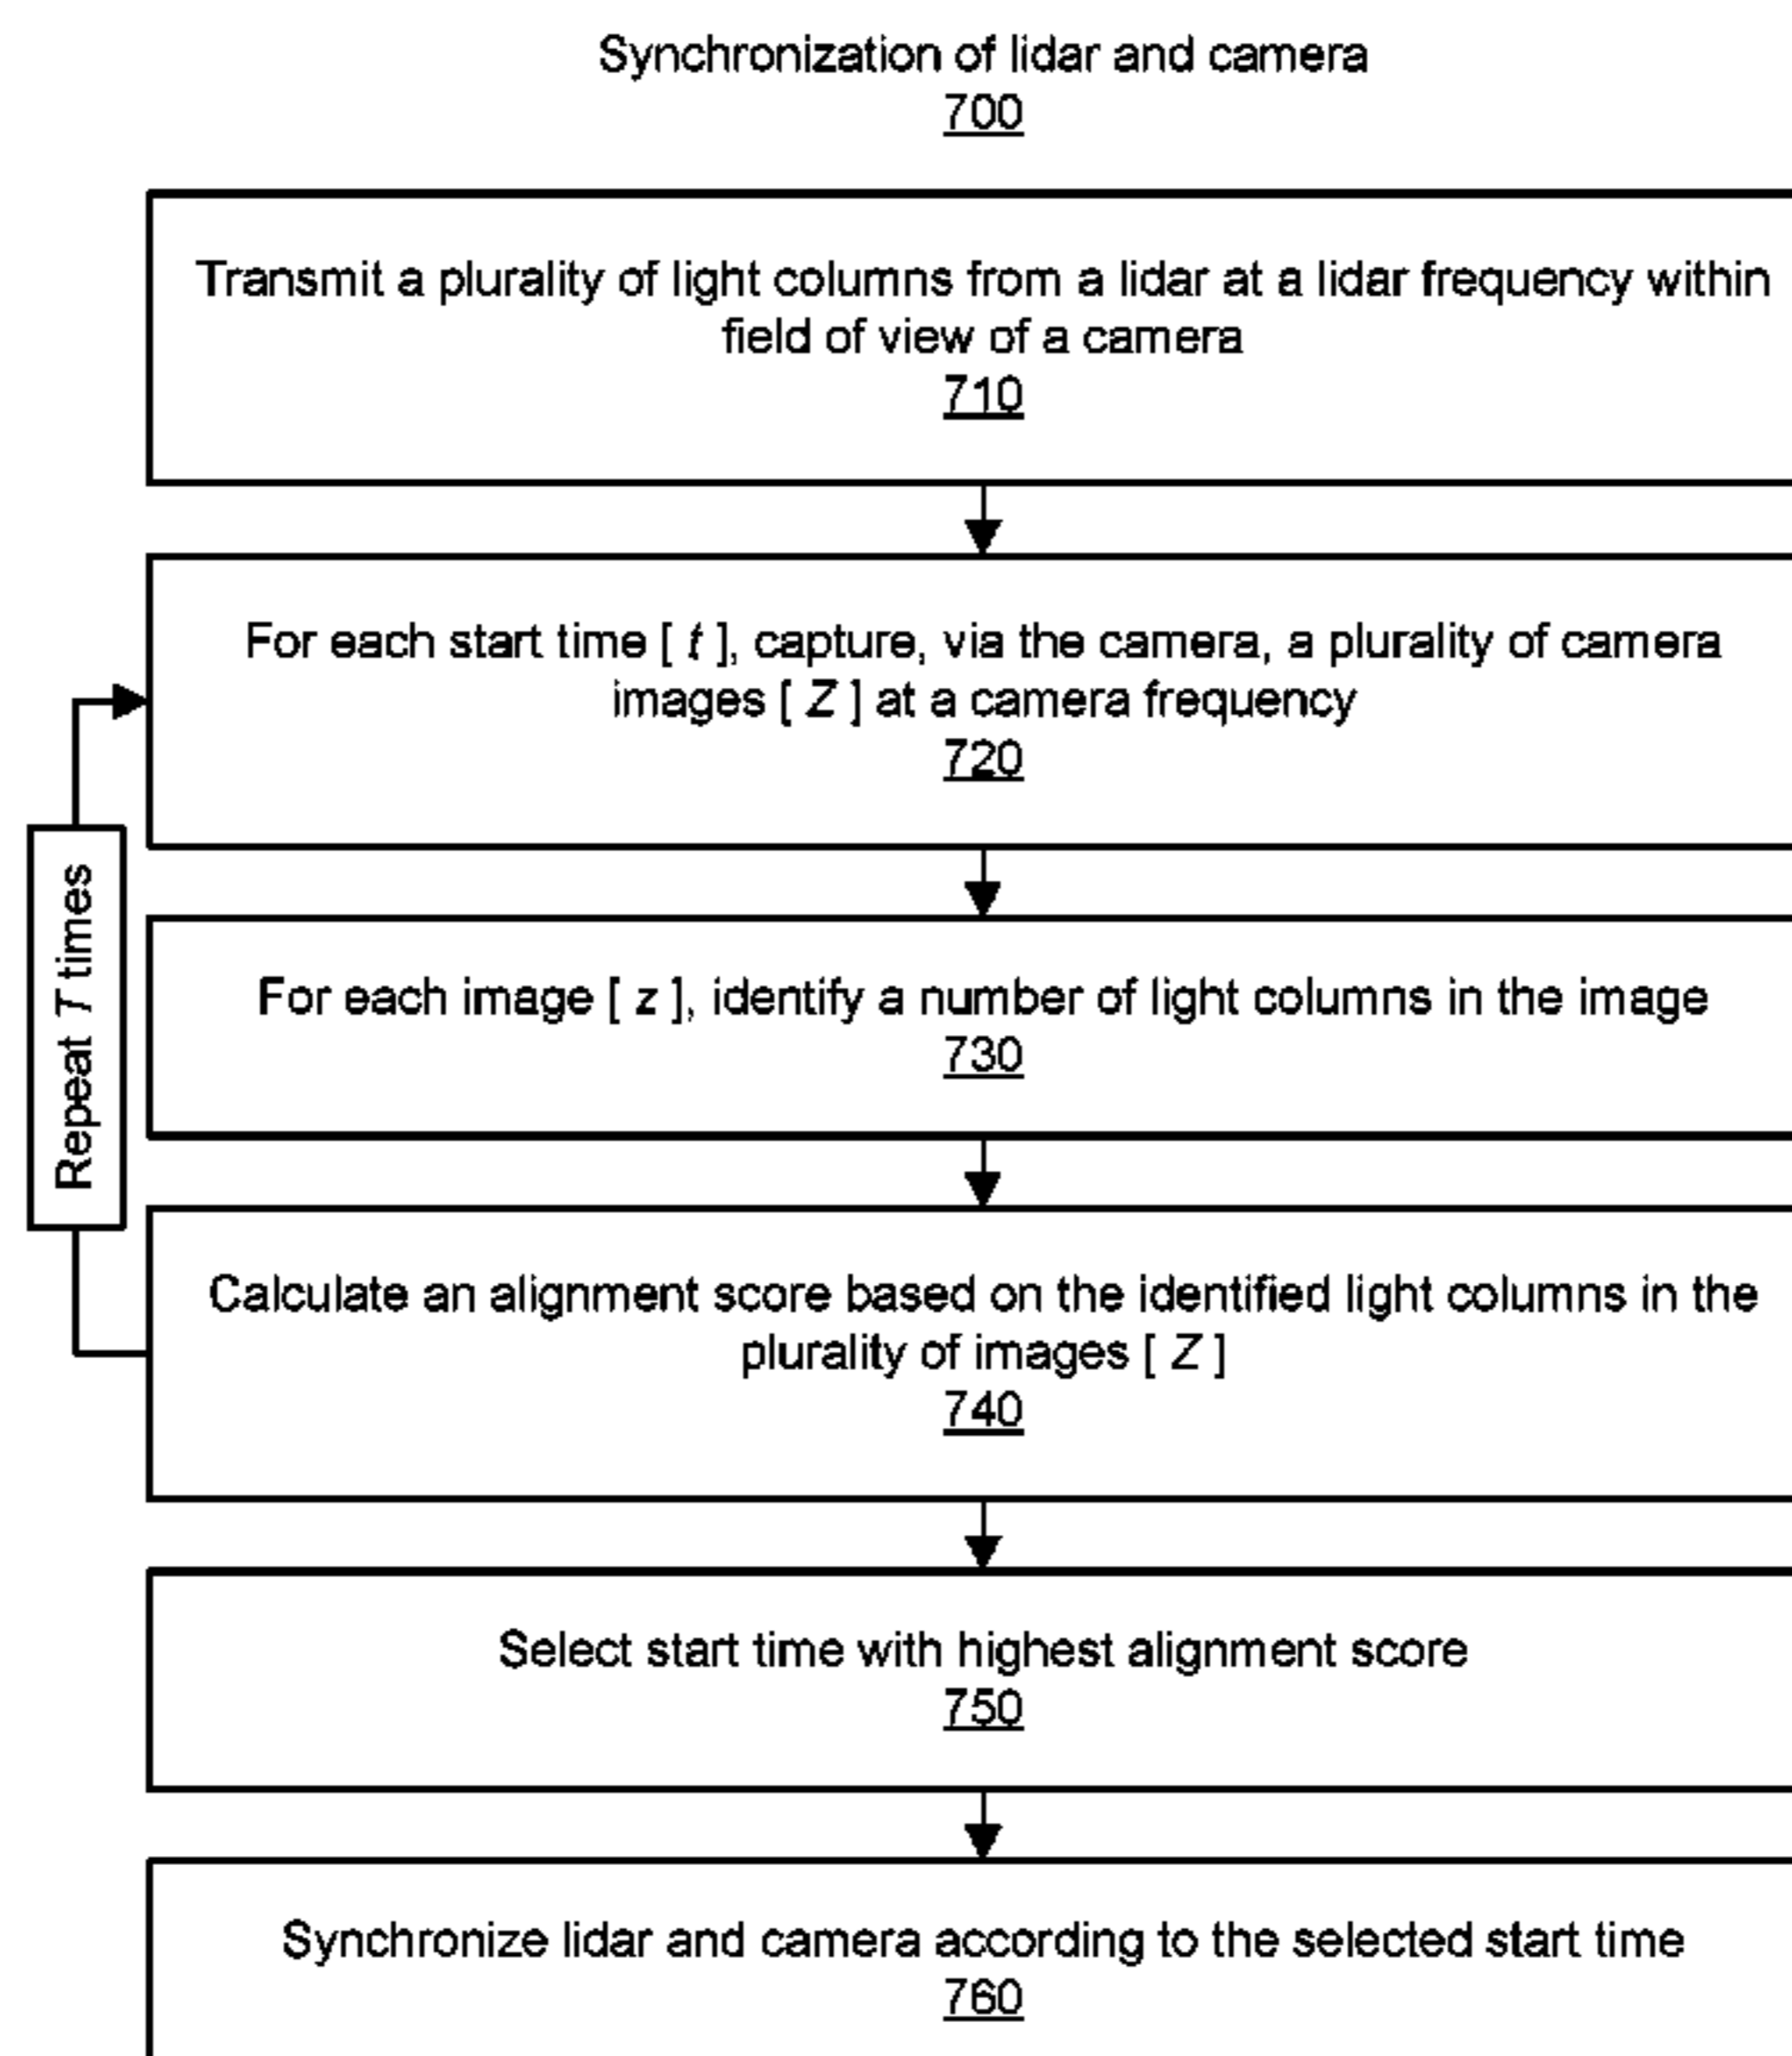 Synchronization of lidar and camera
700
Transmit a plurality of light columns from a lidar at a lidar frequency within
field of view of a camera
710
For each start time [ t ], capture, via the camera, a plurality of camera
images [ Z ] at a camera frequency
720
Repeat T times
For each image [ z ], identify a number of light columns in the image
730
Calculate an alignment score based on the identified light columns in the
plurality of images [ Z ]
740
Select start time with highest alignment score
750
Synchronize lidar and camera according to the selected start time
760